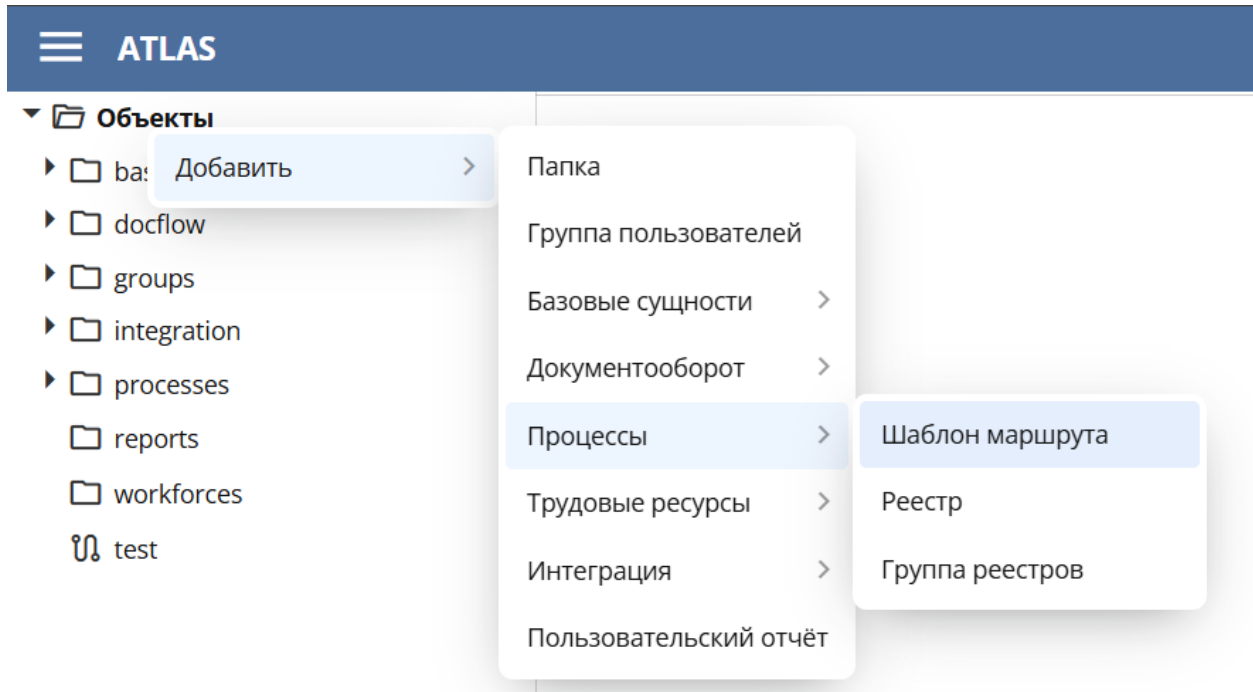 ATLAS
Объекты
Добавить
docflow
groups
integration
processes
reports
workforces
test
Папка
Группа пользователей
Базовые сущности
Документооборот
Процессы
Трудовые ресурсы
Интеграция
Пользовательский отчёт
Шаблон маршрута
Реестр
Группа реестров